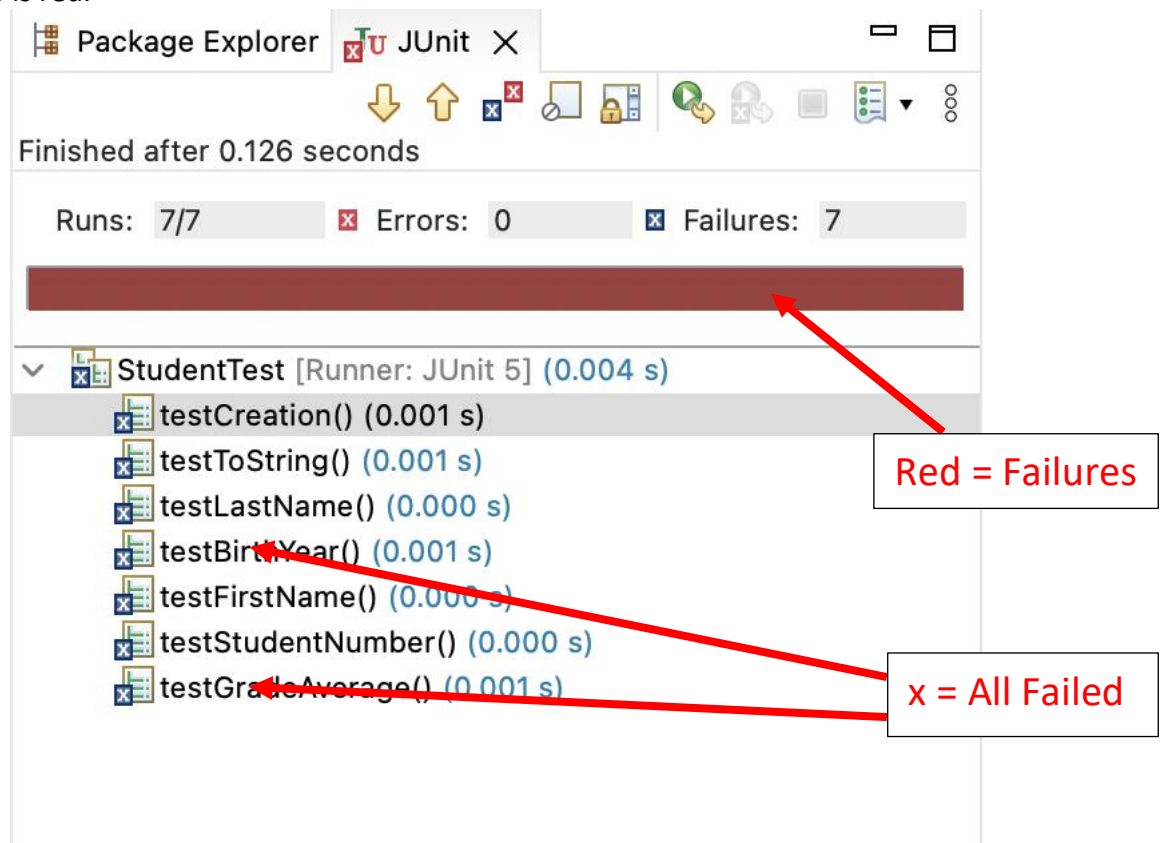 Package Explorer JUnit
Finished after 0.126 seconds
Runs: 7/7 Errors: 0 Failures: 7
StudentTest [Runner: JUnit 5] (0.004 s)
testCreation() (0.001 s)
testToString() (0.001 s)
testLastName() (0.000 s)
testBirthYear() (0.001 s)
testFirstName() (0.000 s)
testStudentNumber() (0.000 s)
testGradeAverage() (0.001 s)
Red = Failures
x = All Failed